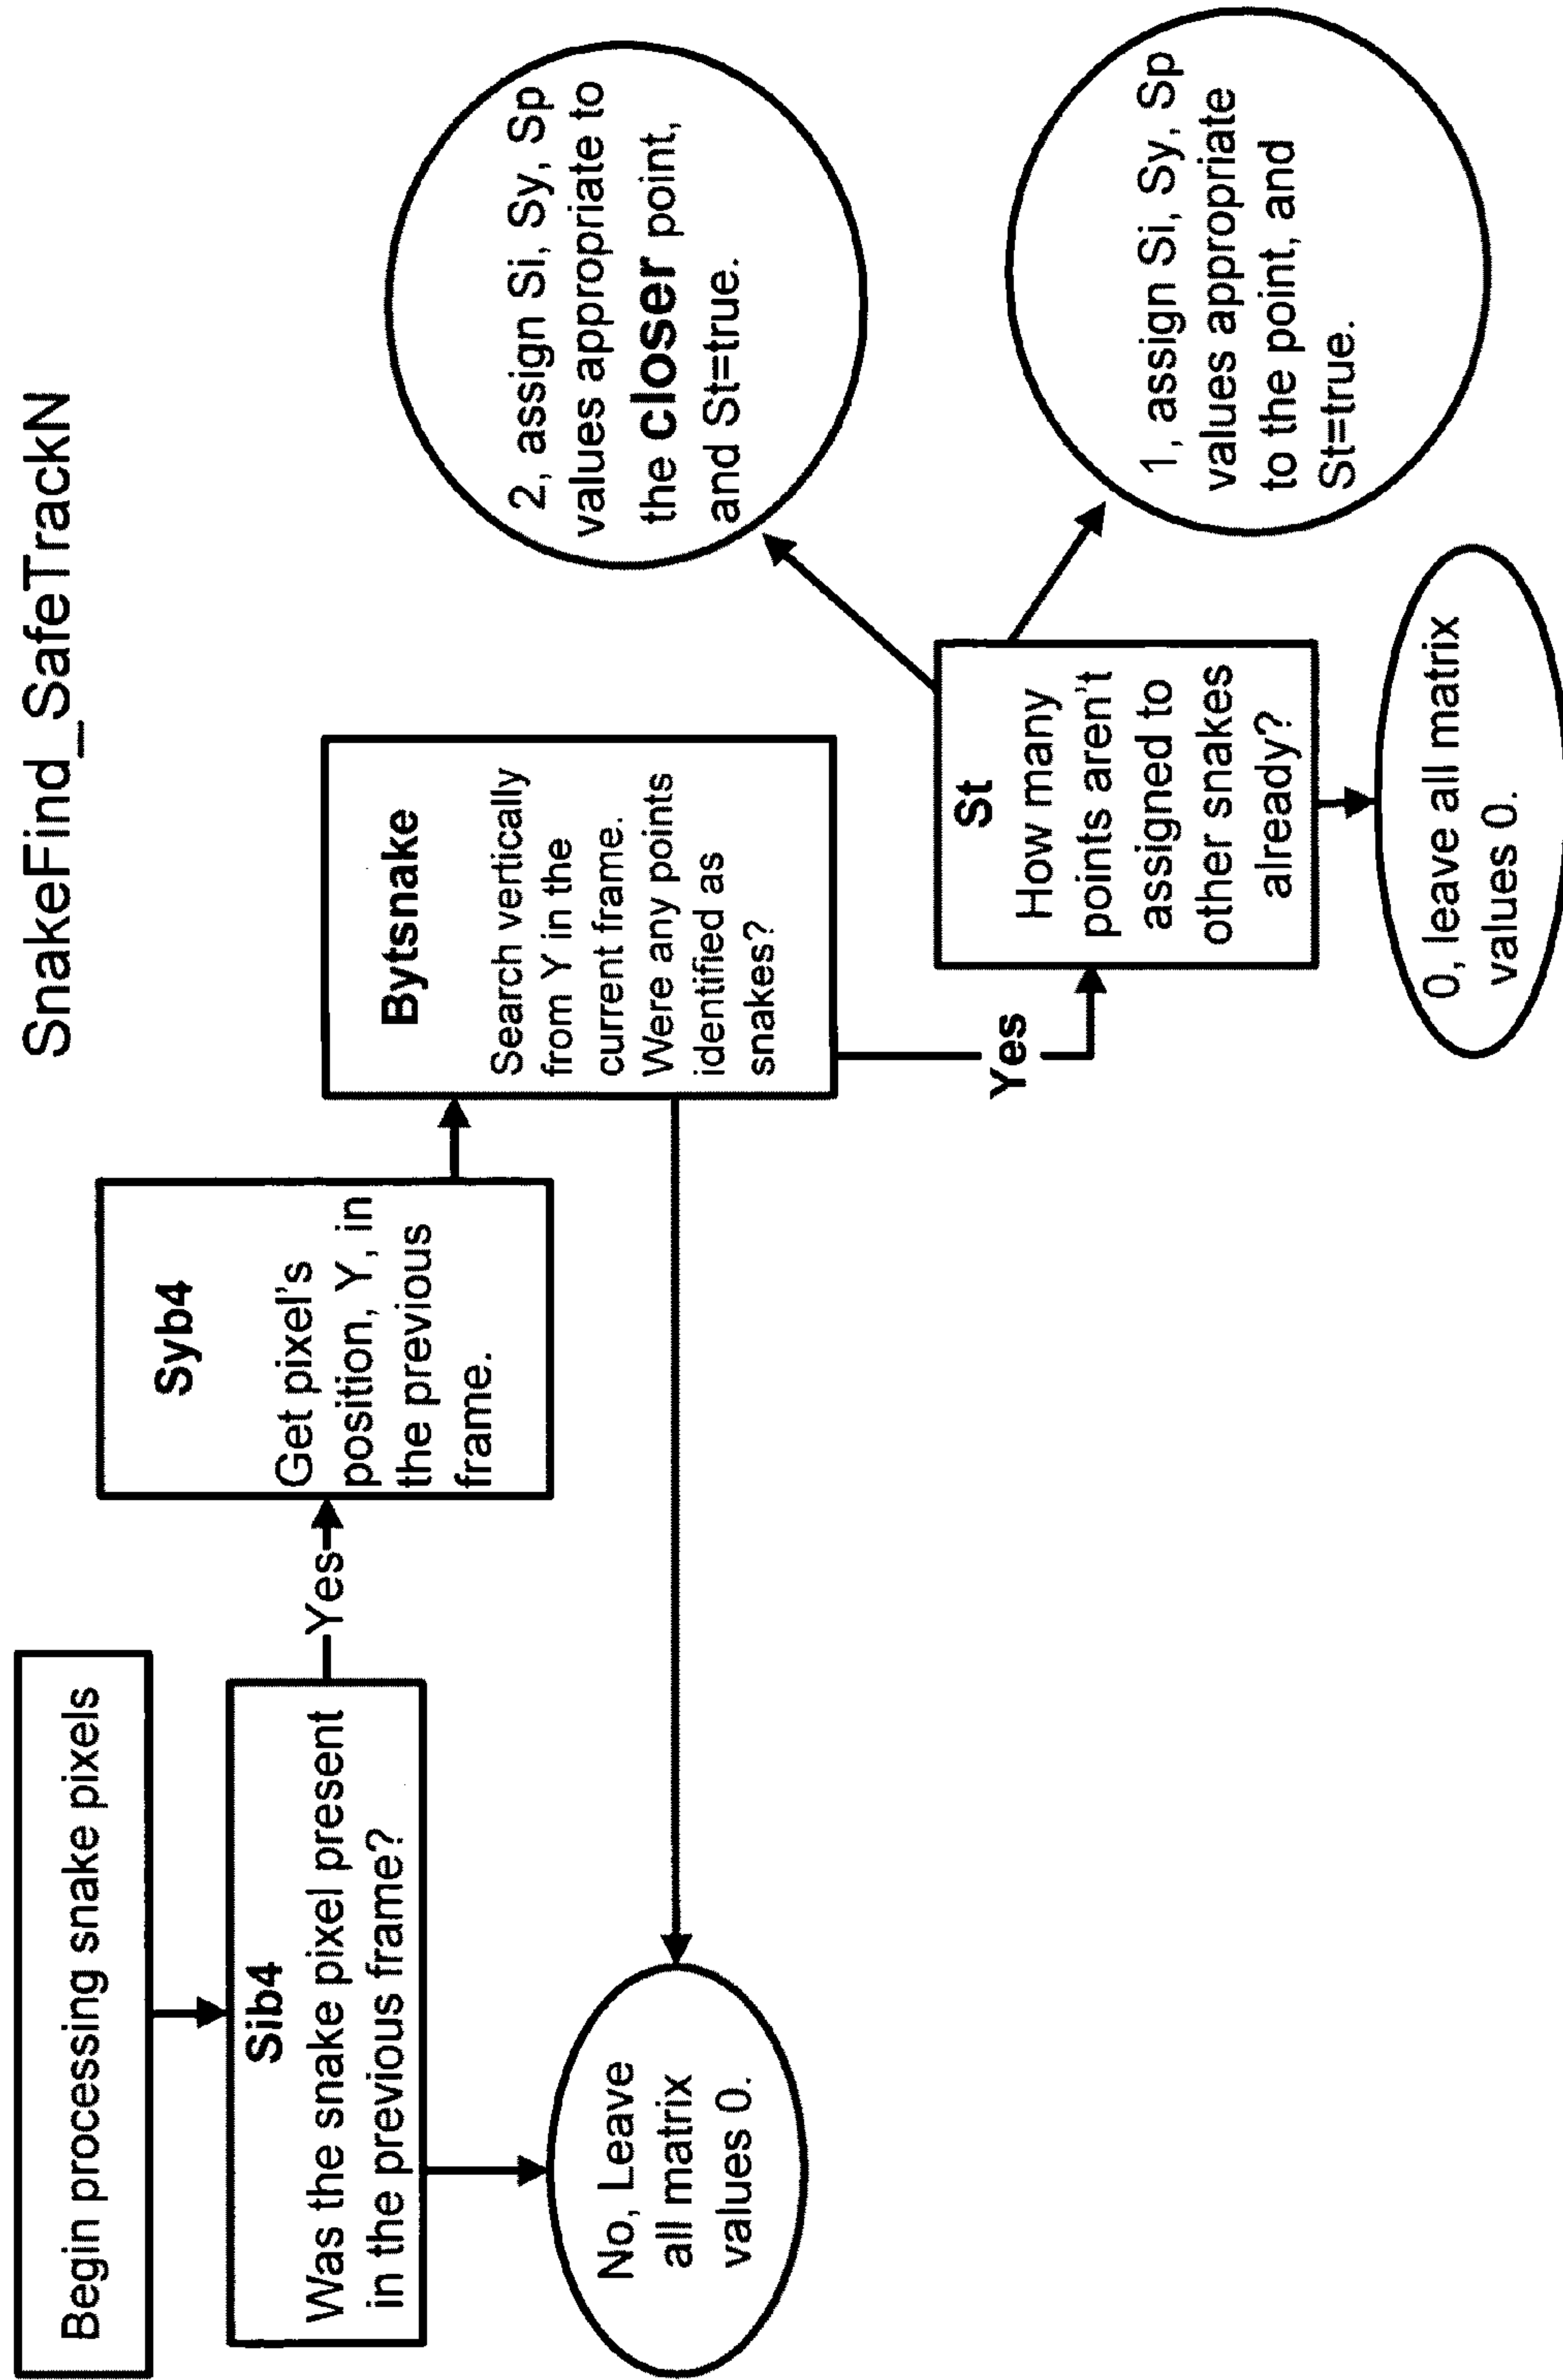 SnakeFind_SafeTrackN
Begin processing snake pixels
Sib4
Was the snake pixel present
in the previous frame?
Yes
Syb4
Get pixel's
position, Y, in
the previous
frame.
No, Leave
all matrix
values 0.
Bytsnake
Search vertically
from Y in the
current frame.
Were any points
identified as
snakes?
Yes
St
How many
points aren't
assigned to
other snakes
already?
2, assign Si, Sy, Sp
values appropriate to
the closer point,
and St=true.
1, assign Si, Sy, Sp
values appropriate
to the point, and
St=true.
0, leave all matrix
values 0.